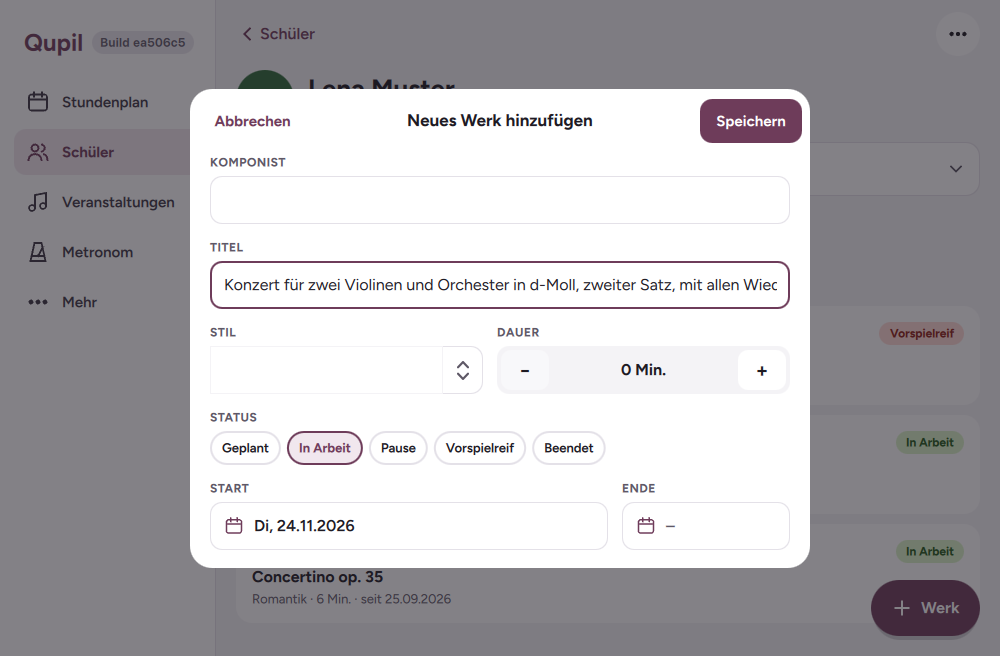 Qupil
Build ea506c5
Stundenplan
Schüler
Veranstaltungen
Metronom
Mehr
Schüler
Lena Muster
Abbrechen
Neues Werk hinzufügen
Speichern
KOMPONIST
TITEL
Konzert für zwei Violinen und Orchester in d-Moll, zweiter Satz, mit allen Wied
STIL
DAUER
– 0 Min. +
STATUS
Geplant
In Arbeit
Pause
Vorspielreif
Beendet
START
ENDE
Di, 24.11.2026
–
Vorspielreif
In Arbeit
In Arbeit
Concertino op. 35
Romantik · 6 Min. · seit 25.09.2026
+ Werk